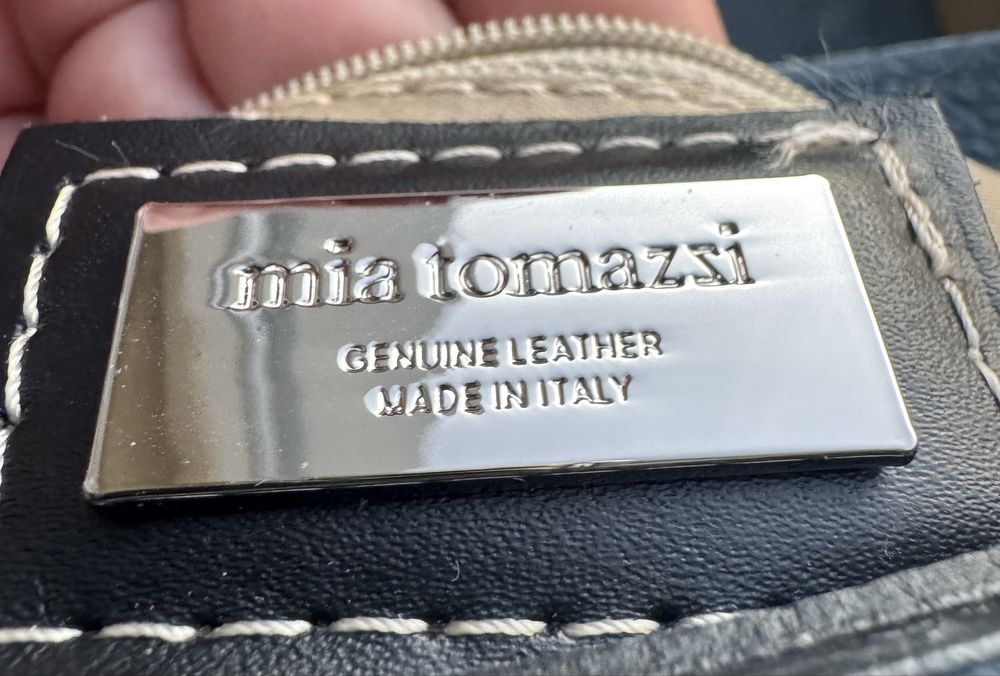 mia tomazzi
GENUINE LEATHER
MADE IN ITALY